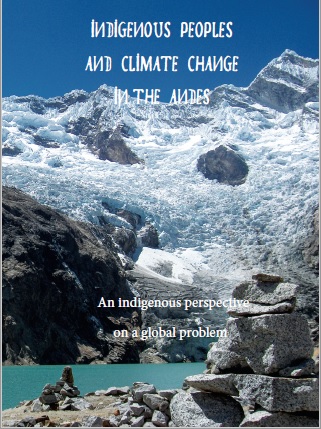 INDIGENOUS PEOPLES
AND CLIMATE CHANGE
IN THE ANDES
An indigenous perspective
on a global problem